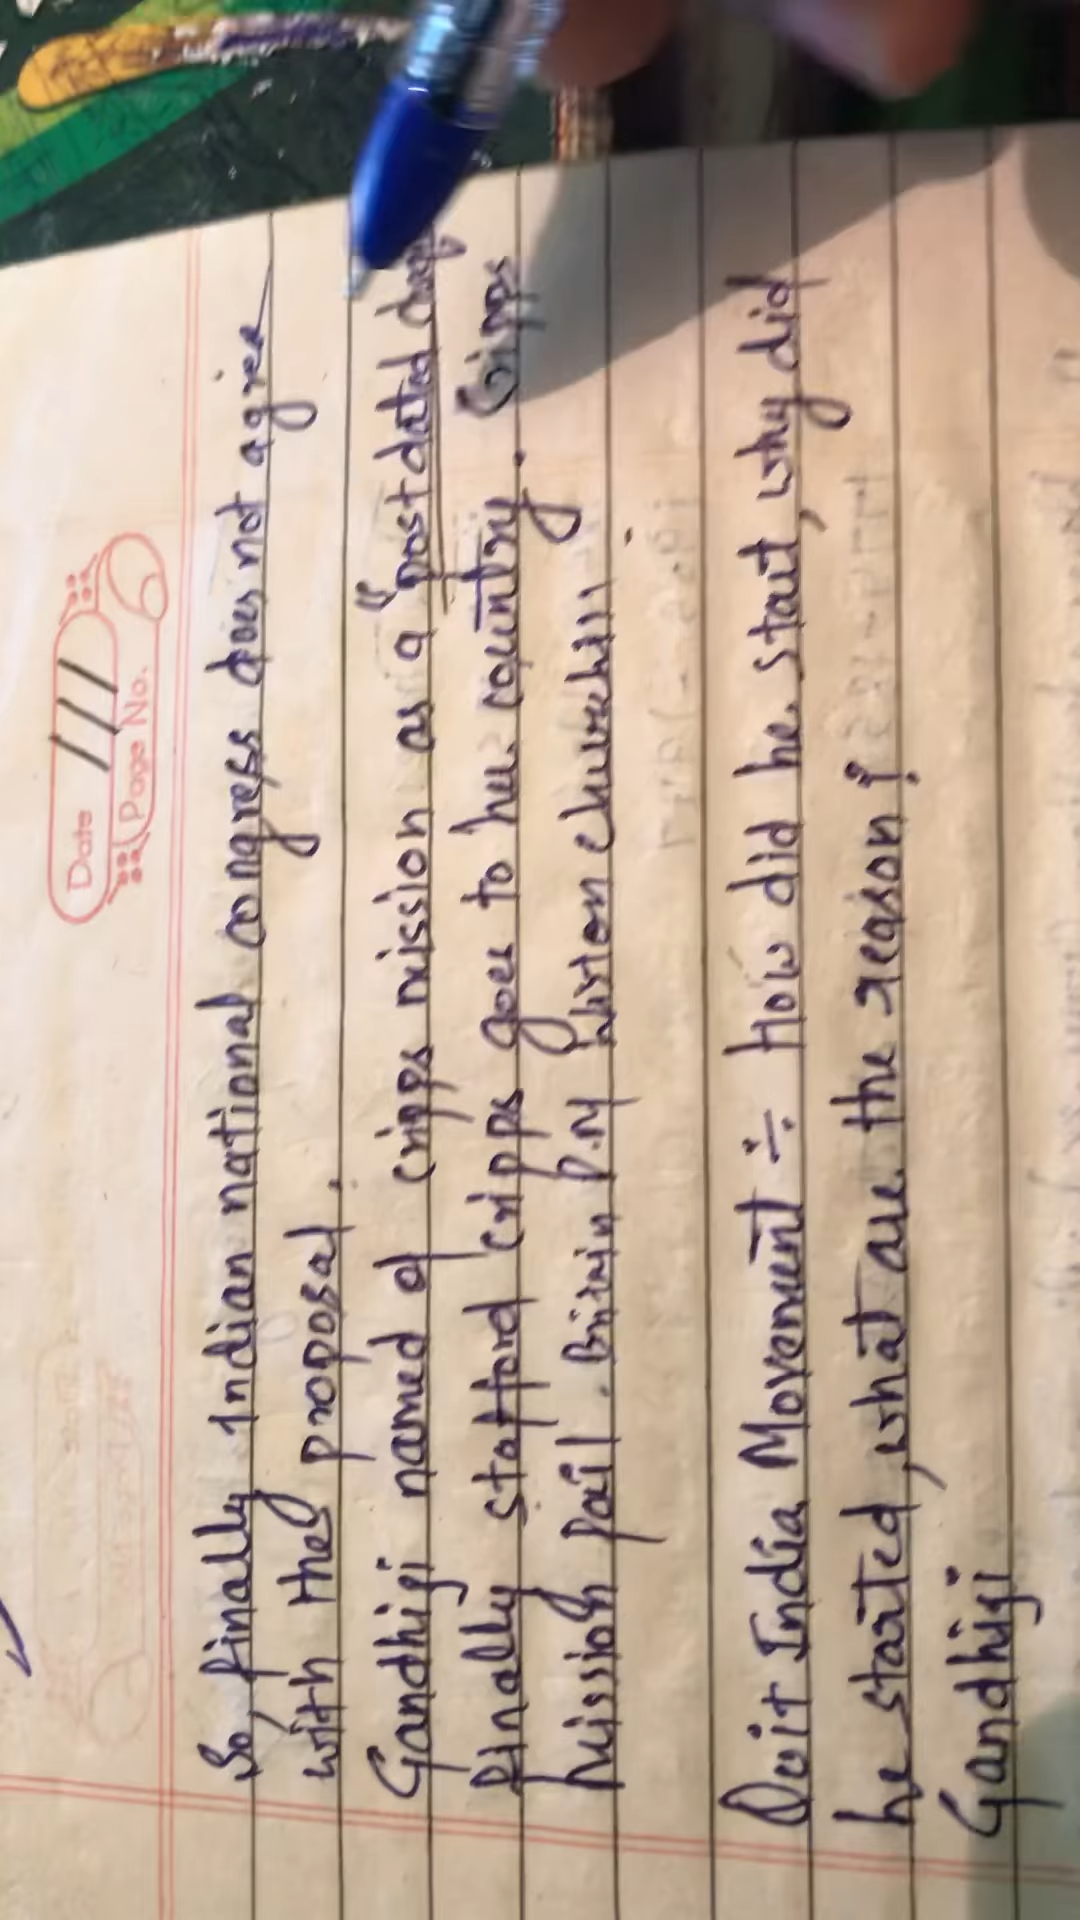 Date / / /
Page No. 6
So, finally Indian national congress does not agree
with the proposal.
Gandhiji named of cripps mission as a "post dated
Finally stafford cripps goes to her country. Cripps
Mission fail. Britain P.M Winston churchill
Quit India Movement ÷ How did he start, why did
he started, what are the reason?
Gandhiji